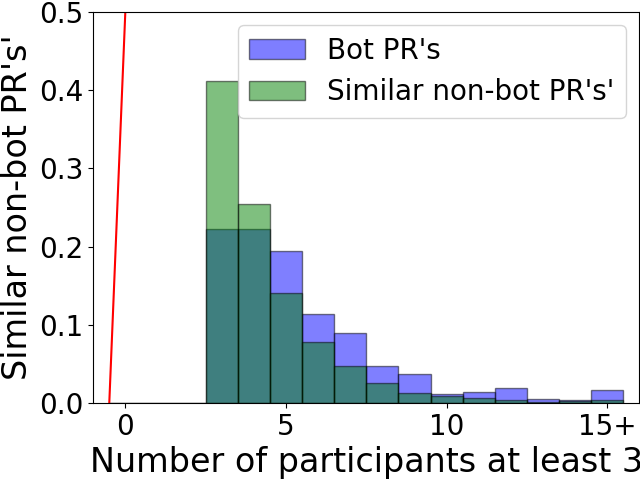 0.5
0.4
0.3
0.2
0.1
0.0
Similar non-bot PR's'
Bot PR's
Similar non-bot PR's'
0 5 10 15+
Number of participants at least 3